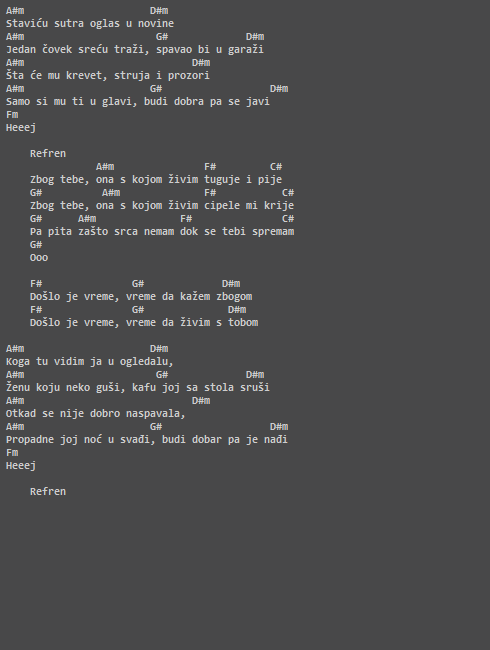 A#m                     D#m
Staviću sutra oglas u novine
A#m                      G#             D#m
Jedan čovek sreću traži, spavao bi u garaži
A#m                            D#m
Šta će mu krevet, struja i prozori
A#m                     G#                  D#m
Samo si mu ti u glavi, budi dobra pa se javi
Fm
Heeej

    Refren
               A#m               F#         C#
    Zbog tebe, ona s kojom živim tuguje i pije
    G#          A#m              F#           C#
    Zbog tebe, ona s kojom živim cipele mi krije
    G#      A#m              F#               C#
    Pa pita zašto srca nemam dok se tebi spremam
    G#
    Ooo

    F#               G#             D#m
    Došlo je vreme, vreme da kažem zbogom
    F#               G#              D#m
    Došlo je vreme, vreme da živim s tobom

A#m                     D#m
Koga tu vidim ja u ogledalu,
A#m                      G#             D#m
Ženu koju neko guši, kafu joj sa stola sruši
A#m                            D#m
Otkad se nije dobro naspavala,
A#m                     G#                  D#m
Propadne joj noć u svađi, budi dobar pa je nađi
Fm
Heeej

    Refren